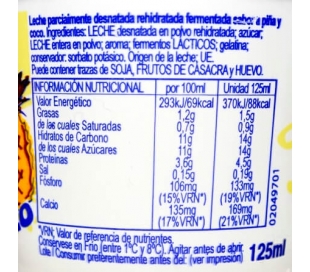 Leche parcialmente desnatada rehidratada fermentada sabor a piña y
coco. Ingredientes: LECHE desnatada en polvo rehidratada; azúcar;
LECHE entera en polvo; aroma; fermentos LÁCTICOS; gelatina;
conservador: sorbato potásico. Origen de la leche: UE.
Puede contener trazas de SOJA, FRUTOS DE CÁSCARA y HUEVO.
INFORMACIÓN NUTRICIONAL por 100ml Unidad 125ml
Valor Energético 293kJ/69kcal 370kJ/88kcal
Grasas 1,2g 1,5g
de las cuales Saturadas 0,7g 0,9g
Hidratos de Carbono 11g 14g
de los cuales Azúcares 11g 14g
Proteínas 3,6g 4,5g
Sal 0,15g 0,19g
Fósforo 106mg 133mg
(15%VRN*) (19%VRN*)
Calcio 135mg 169mg
(17%VRN*) (21%VRN*)
*VRN: Valor de referencia de nutrientes.
Consérvese en Frío (entre 1ºC y 8ºC). Agitar antes de abrir.
Lote / Consumir preferentemente antes del: (ver impresión) 125ml
02049701